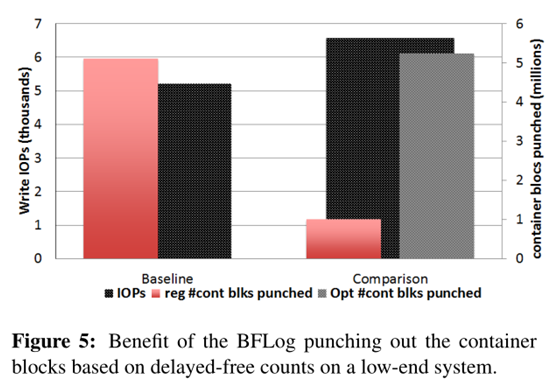 7
6
5
4
3
2
1
0
Write IOPs (thousands)
6
5
4
3
2
1
0
container blocs punched (millions)
Baseline
Comparison
IOPs reg #cont blks punched Opt #cont blks punched
Figure 5: Benefit of the BFLog punching out the container
blocks based on delayed-free counts on a low-end system.